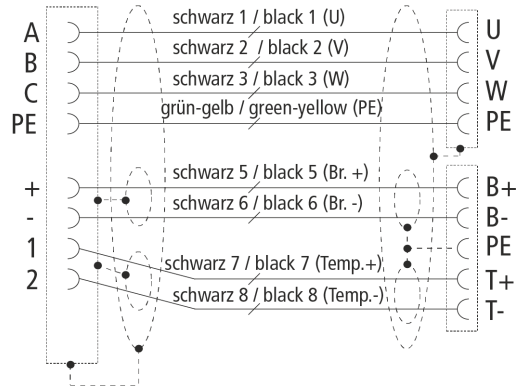 A schwarz 1 / black 1 (U) U
B schwarz 2 / black 2 (V) V
C schwarz 3 / black 3 (W) W
PE grün-gelb / green-yellow (PE) PE
+ schwarz 5 / black 5 (Br. +) B+
- schwarz 6 / black 6 (Br. -) B-
1 PE
2 schwarz 7 / black 7 (Temp.+) T+
schwarz 8 / black 8 (Temp.-) T-